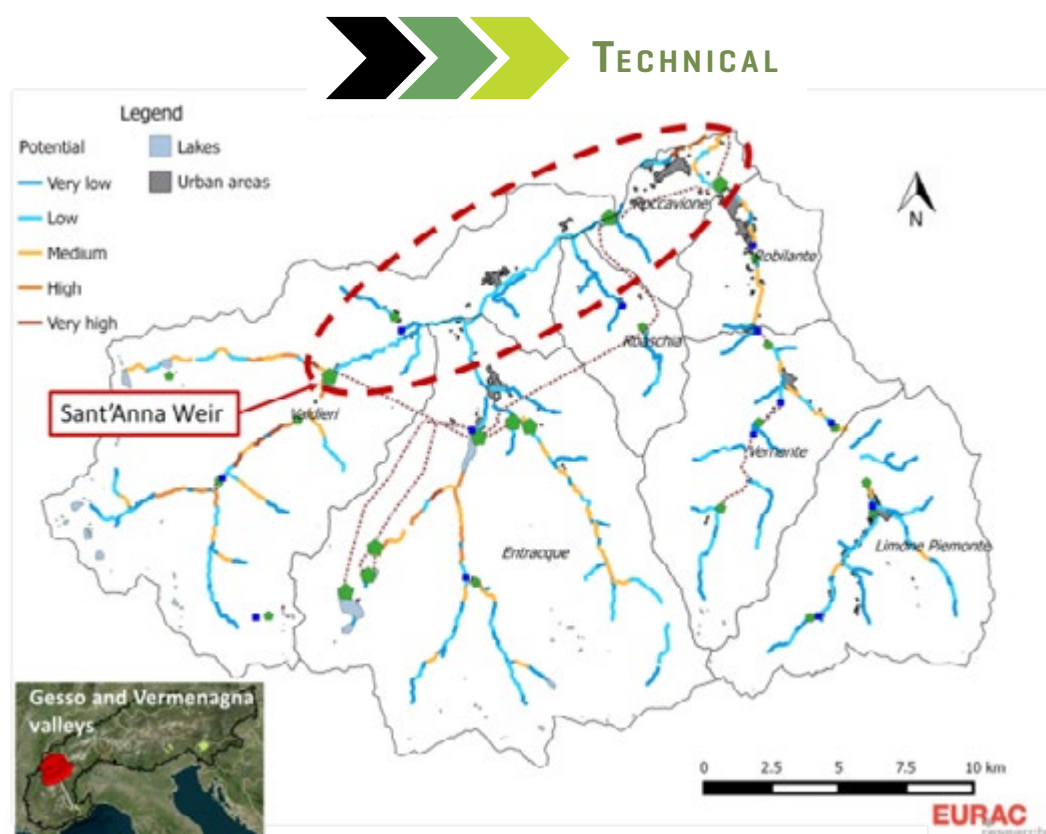 TECHNICAL
Legend
Potential
Lakes
Very low
Urban areas
Low
Medium
High
Very high
N
Roccavione
Robilante
Roaschia
Sant'Anna Weir
Valdieri
Vernante
Entracque
Limone Piemonte
Gesso and Vermenagna
valleys
0 2.5 5 7.5 10 km
EURAC
research